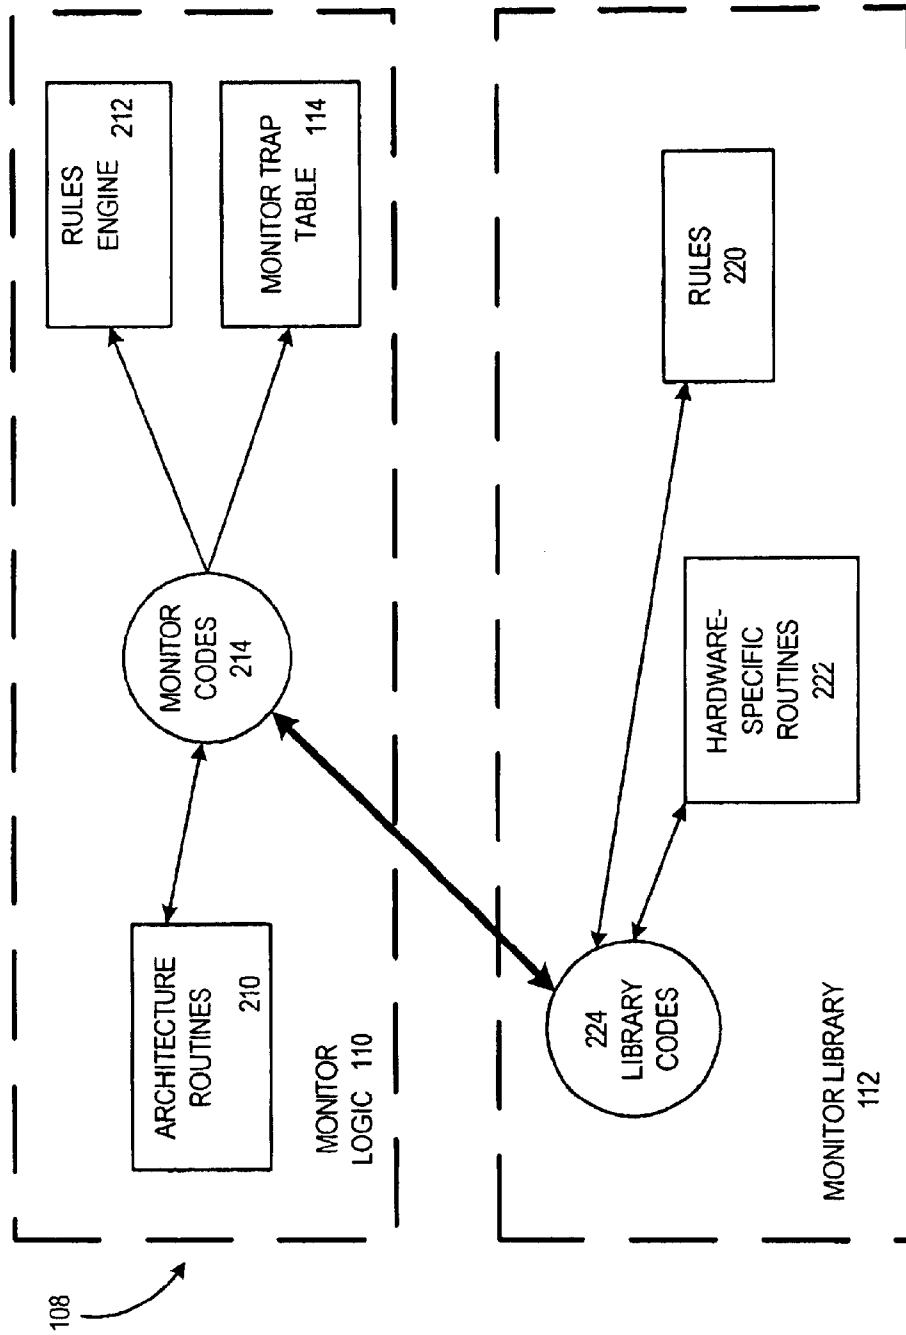 108
ARCHITECTURE
ROUTINES
210
MONITOR
LOGIC 110
MONITOR
CODES
214
RULES
ENGINE 212
MONITOR TRAP
TABLE 114
224
LIBRARY
CODES
MONITOR LIBRARY
112
HARDWARE-
SPECIFIC
ROUTINES
222
RULES
220